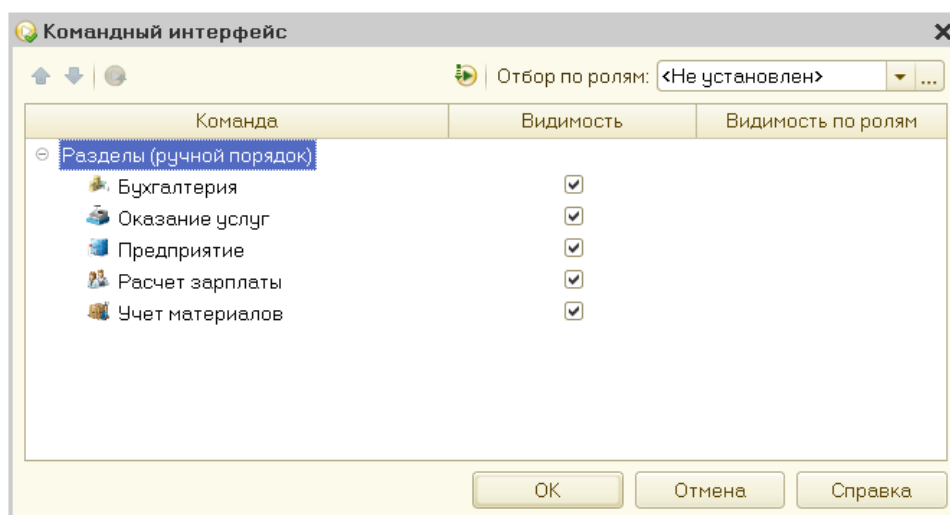 Командный интерфейс
Отбор по ролям: <Не установлен> ...
Команда Видимость Видимость по ролям
Разделы (ручной порядок)
Бухгалтерия
Оказание услуг
Предприятие
Расчет зарплаты
Учет материалов
ОК Отмена Справка